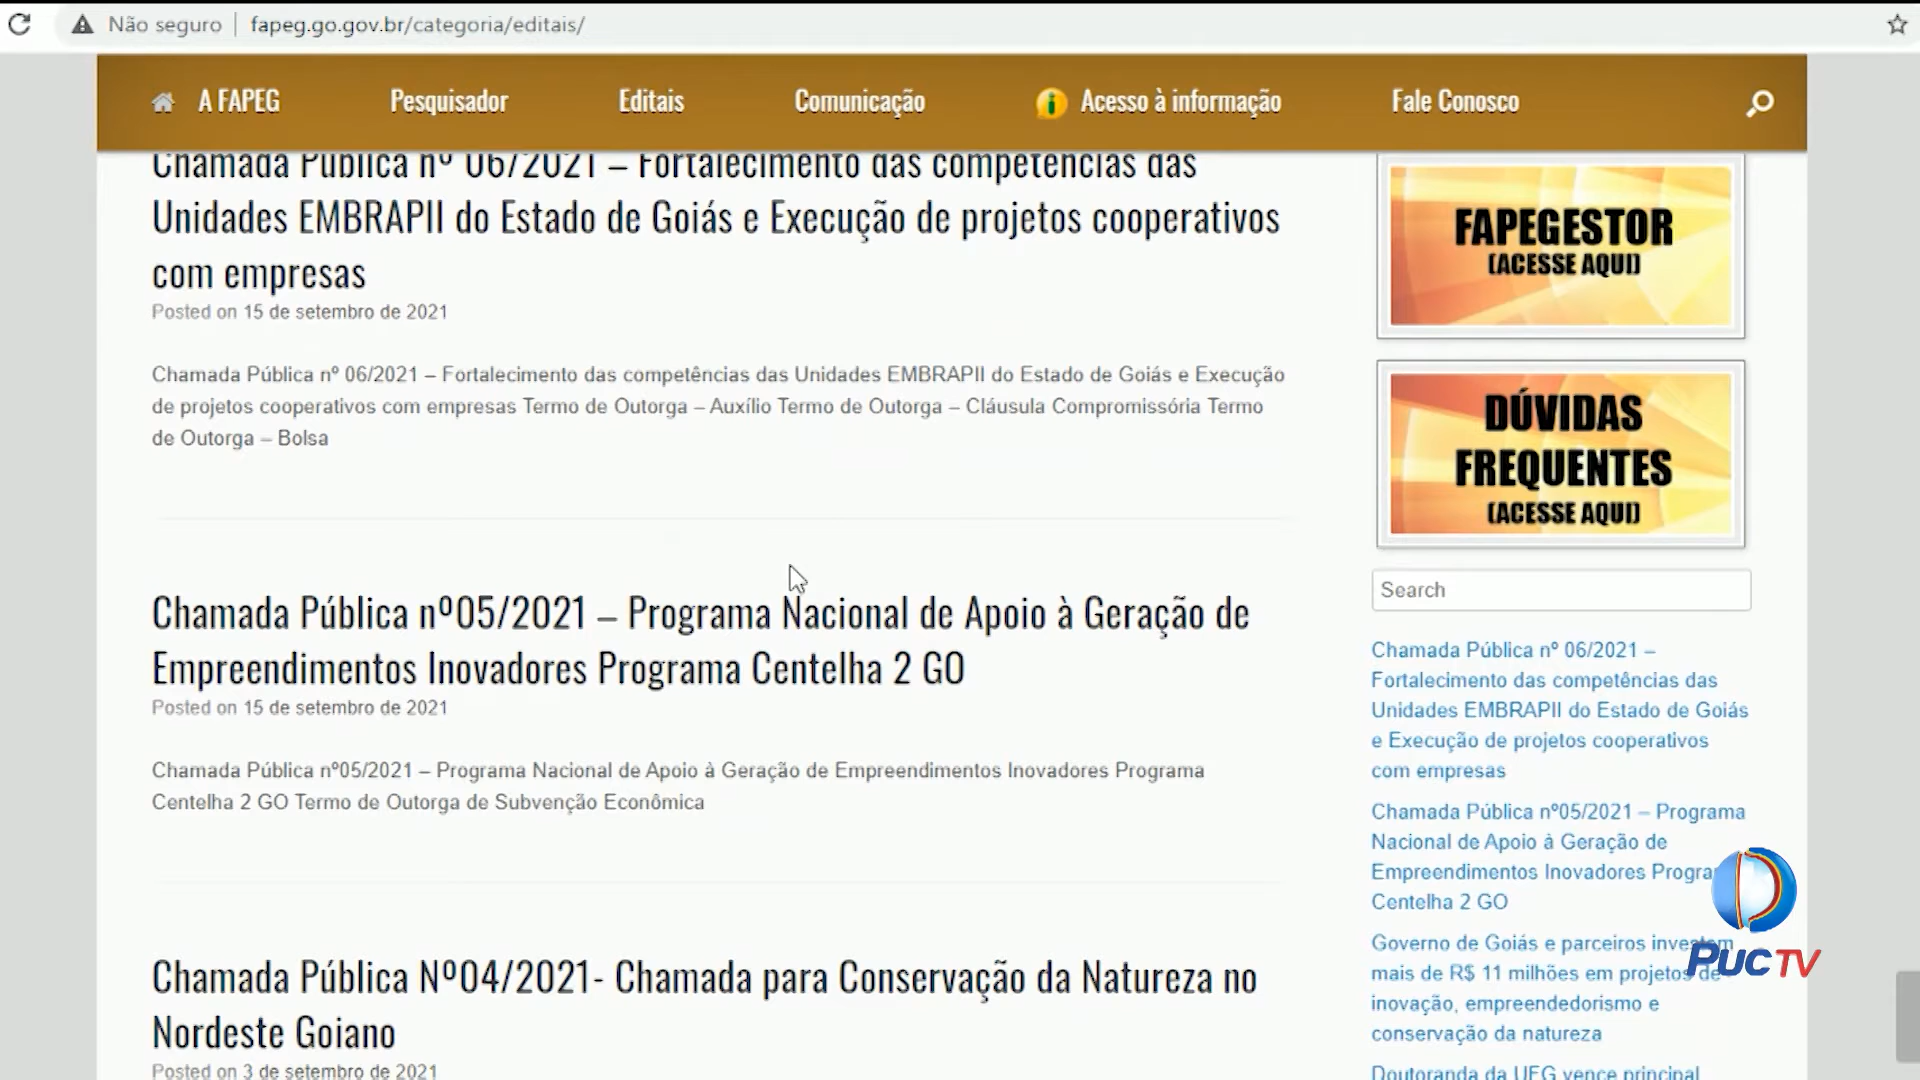 Não seguro
fapeg.go.gov.br/categoria/editais/
A FAPEG
Pesquisador
Editais
Comunicação
Acesso à informação
Fale Conosco
Chamada Pública nº 06/2021 – Fortalecimento das competências das
Unidades EMBRAPII do Estado de Goiás e Execução de projetos cooperativos
com empresas
Posted on 15 de setembro de 2021
Chamada Pública nº 06/2021 – Fortalecimento das competências das Unidades EMBRAPII do Estado de Goiás e Execução
de projetos cooperativos com empresas Termo de Outorga – Auxílio Termo de Outorga – Cláusula Compromissória Termo
de Outorga – Bolsa
Chamada Pública nº05/2021 – Programa Nacional de Apoio à Geração de
Empreendimentos Inovadores Programa Centelha 2 GO
Posted on 15 de setembro de 2021
Chamada Pública nº05/2021 – Programa Nacional de Apoio à Geração de Empreendimentos Inovadores Programa
Centelha 2 GO Termo de Outorga de Subvenção Econômica
Chamada Pública Nº04/2021- Chamada para Conservação da Natureza no
Nordeste Goiano
Posted on 3 de setembro de 2021
FAPEGESTOR
(ACESSE AQUI)
DÚVIDAS
FREQUENTES
(ACESSE AQUI)
Search
Chamada Pública nº 06/2021 –
Fortalecimento das competências das
Unidades EMBRAPII do Estado de Goiás
e Execução de projetos cooperativos
com empresas
Chamada Pública nº05/2021 – Programa
Nacional de Apoio à Geração de
Empreendimentos Inovadores Progra
Centelha 2 GO
Governo de Goiás e parceiros investem
mais de R$ 11 milhões em projetos de
inovação, empreendedorismo e
conservação da natureza
Doutoranda da UFG vence principal
PUC TV